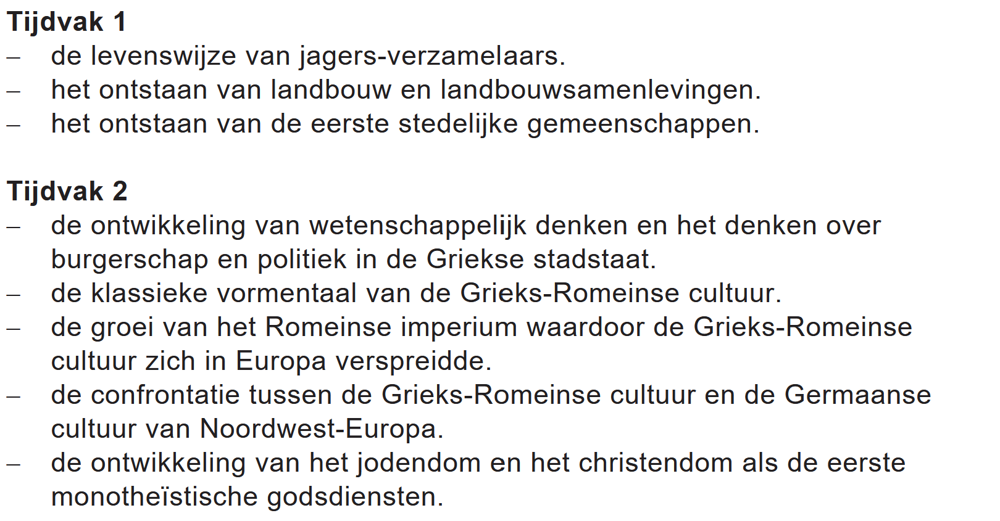 Tijdvak 1
– de levenswijze van jagers-verzamelaars.
– het ontstaan van landbouw en landbouwsamenlevingen.
– het ontstaan van de eerste stedelijke gemeenschappen.
Tijdvak 2
– de ontwikkeling van wetenschappelijk denken en het denken over
burgerschap en politiek in de Griekse stadstaat.
– de klassieke vormentaal van de Grieks-Romeinse cultuur.
– de groei van het Romeinse imperium waardoor de Grieks-Romeinse
cultuur zich in Europa verspreidde.
– de confrontatie tussen de Grieks-Romeinse cultuur en de Germaanse
cultuur van Noordwest-Europa.
– de ontwikkeling van het jodendom en het christendom als de eerste
monotheïstische godsdiensten.